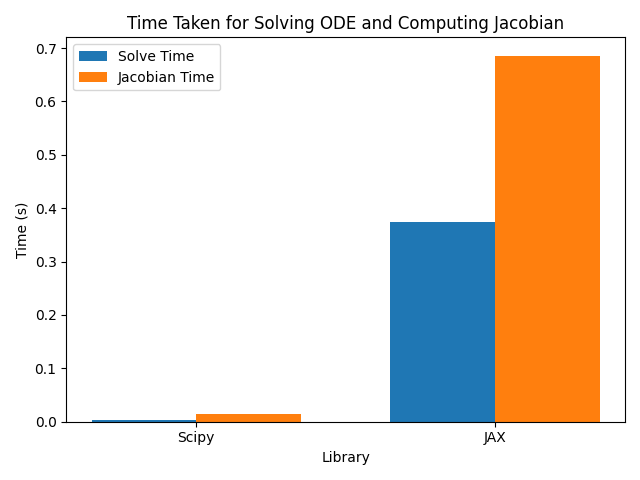 Time Taken for Solving ODE and Computing Jacobian
Solve Time
Jacobian Time
0.7
0.6
0.5
0.4
0.3
0.2
0.1
0.0
Time (s)
Scipy
JAX
Library